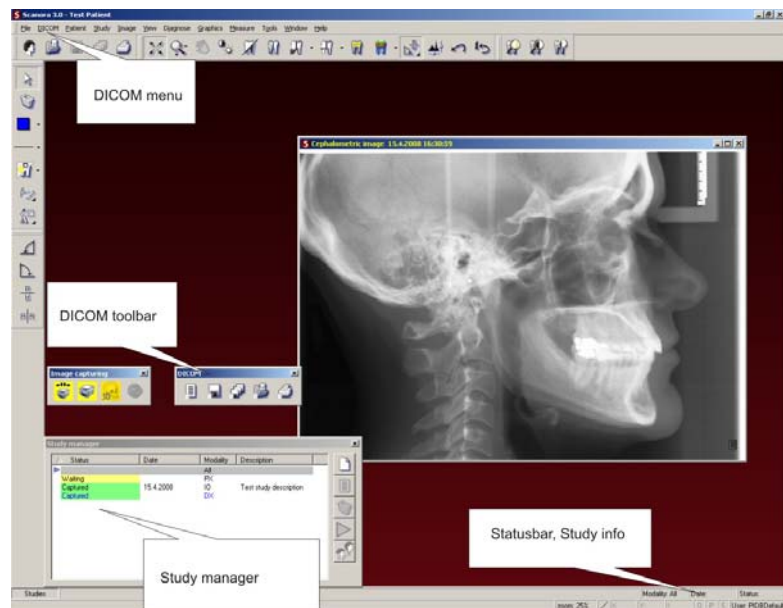 Scanora 3.0 - Test Patient
File DICOM Patient Study Image View Diagnose Graphics Measure Tools Window Help
DICOM menu
Cephalometric image 15.4.2008 16:30:39
DICOM toolbar
Image capturing
DICOM
3D
Study manager
Status Date Modality Description
All
Waiting PX
Captured 15.4.2008 IO Test study description
Captured DX
Study manager
Statusbar, Study info
Studies Modality: All Date: Status: